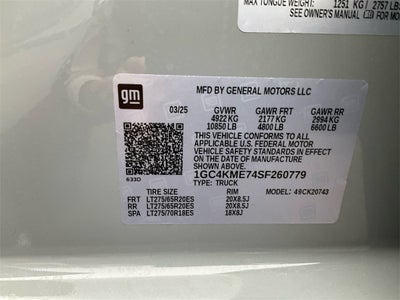 MAX TONGUE WEIGHT: 1251 KG / 2757 LB
SEE OWNER'S MANUAL FOR
gm
MFD BY GENERAL MOTORS LLC
03/25 GVWR GAWR FRT GAWR RR
4922 KG 2177 KG 2994 KG
10850 LB 4800 LB 6600 LB
THIS VEHICLE CONFORMS TO ALL
APPLICABLE U.S. FEDERAL MOTOR
VEHICLE SAFETY STANDARDS IN EFFECT ON
THE DATE OF MANUFACTURE SHOWN ABOVE.
1GC4KME74SF260779
TYPE: TRUCK
633D
MODEL: 49CK20743
TIRE SIZE RIM
FRT LT275/65R20ES 20X8.5J
RR LT275/65R20ES 20X8.5J
SPA LT275/70R18ES 18X8J